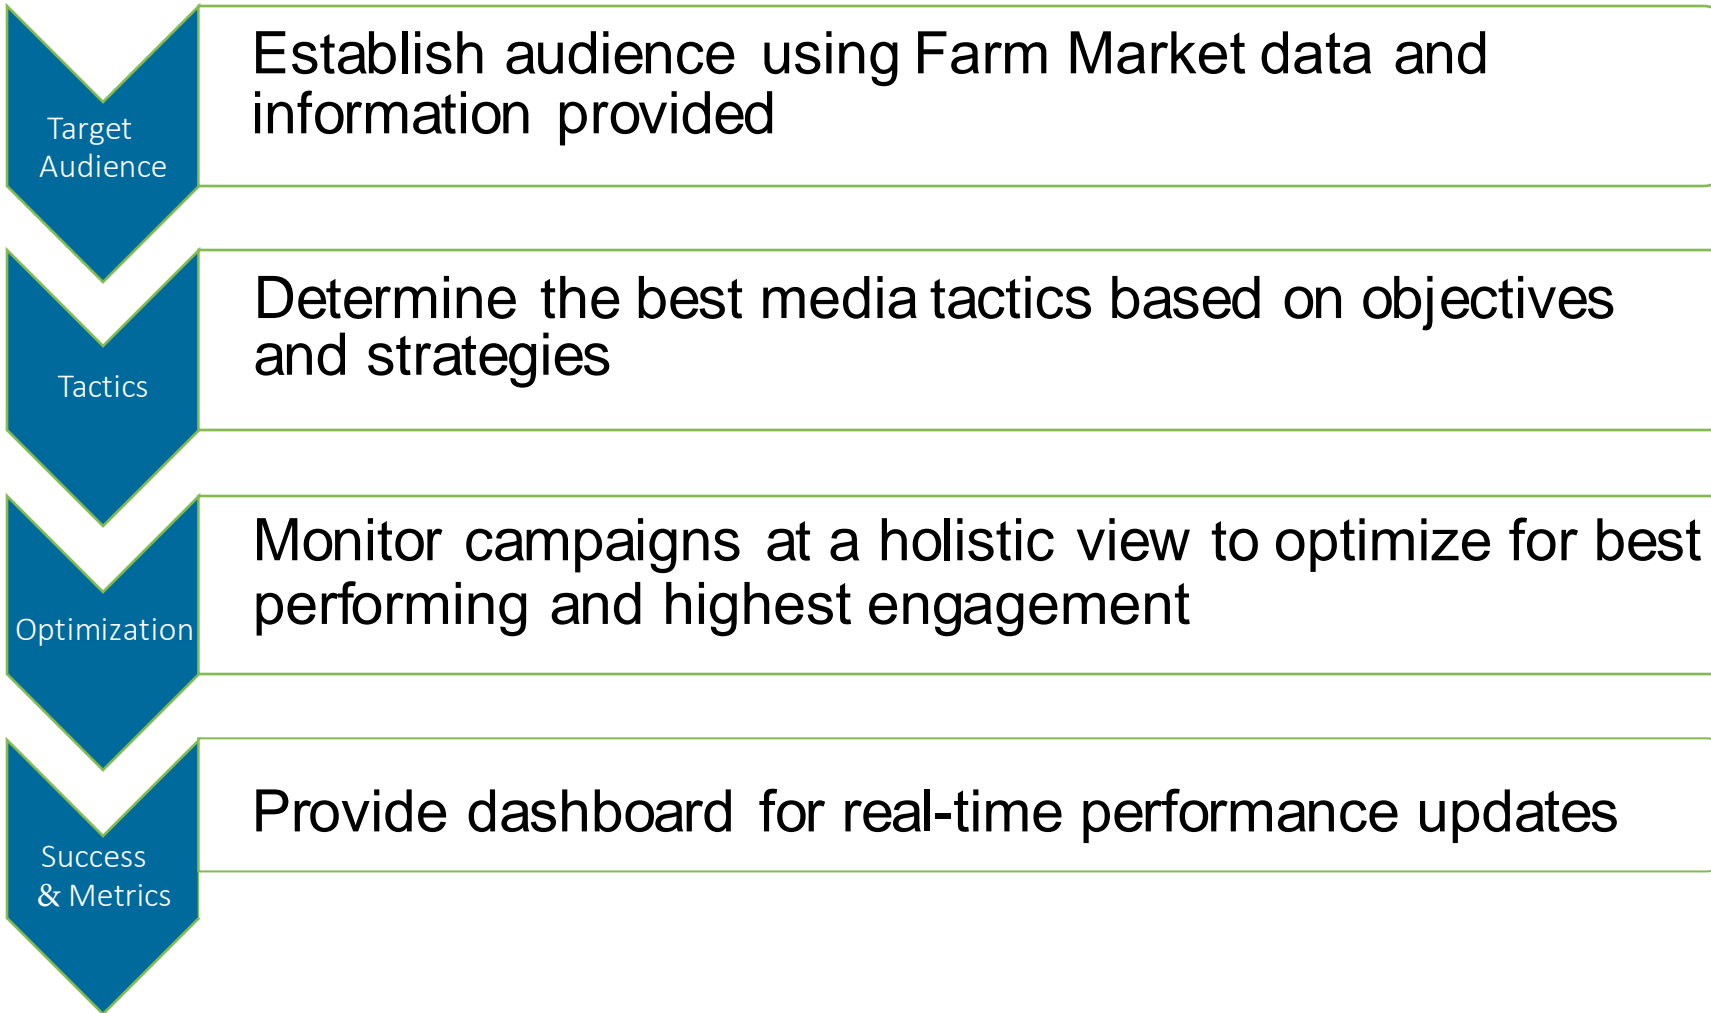 Target
Audience
Establish audience using Farm Market data and
information provided
Tactics
Determine the best media tactics based on objectives
and strategies
Optimization
Monitor campaigns at a holistic view to optimize for best
performing and highest engagement
Success
& Metrics
Provide dashboard for real-time performance updates